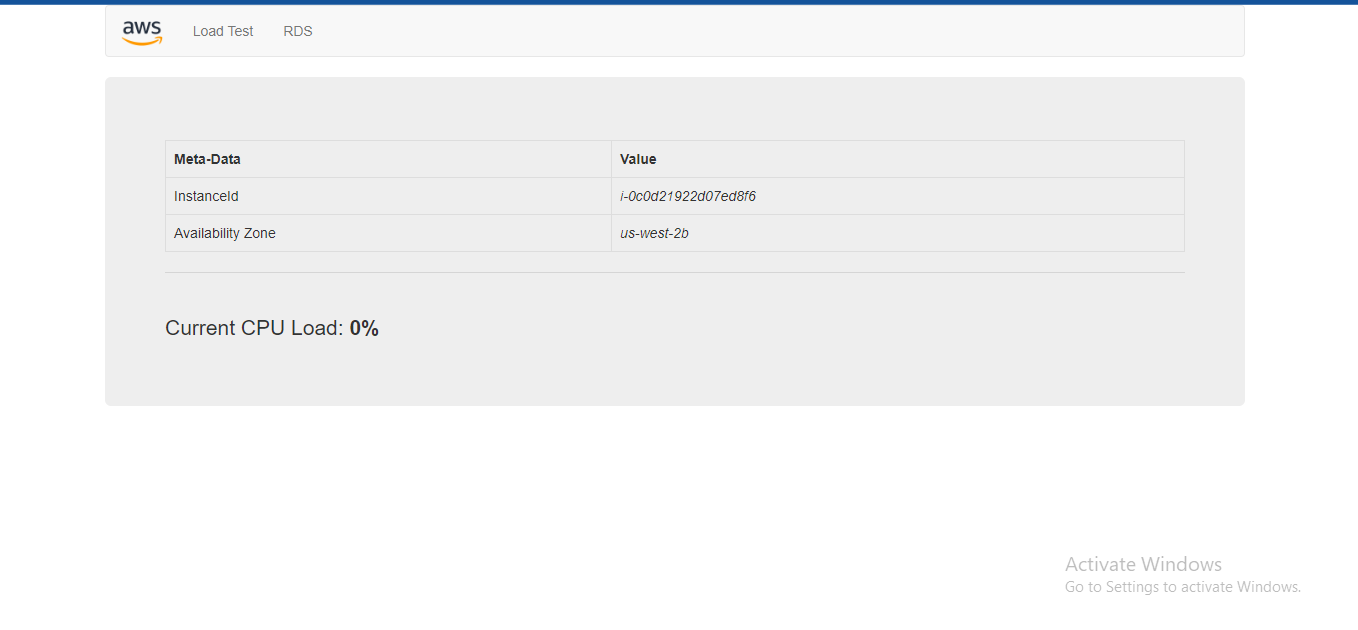 aws Load Test RDS
Meta-Data Value
InstanceId i-0c0d21922d07ed8f6
Availability Zone us-west-2b
Current CPU Load: 0%
Activate Windows
Go to Settings to activate Windows.